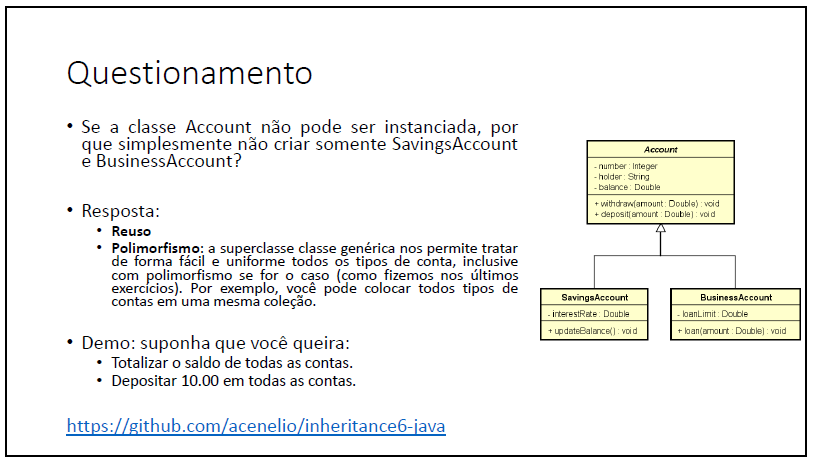 Questionamento
• Se a classe Account não pode ser instanciada, por
que simplesmente não criar somente SavingsAccount
e BusinessAccount?
• Resposta:
• Reuso
• Polimorfismo: a superclasse classe genérica nos permite tratar
de forma fácil e uniforme todos os tipos de conta, inclusive
com polimorfismo se for o caso (como fizemos nos últimos
exercícios). Por exemplo, você pode colocar todos tipos de
contas em uma mesma coleção.
• Demo: suponha que você queira:
• Totalizar o saldo de todas as contas.
• Depositar 10.00 em todas as contas.
https://github.com/acenelio/inheritance6-java
Account
- number : Integer
- holder : String
- balance : Double
+ withdraw(amount : Double) : void
+ deposit(amount : Double) : void
SavingsAccount
- interestRate : Double
+ updateBalance() : void
BusinessAccount
- loanLimit : Double
+ loan(amount : Double) : void